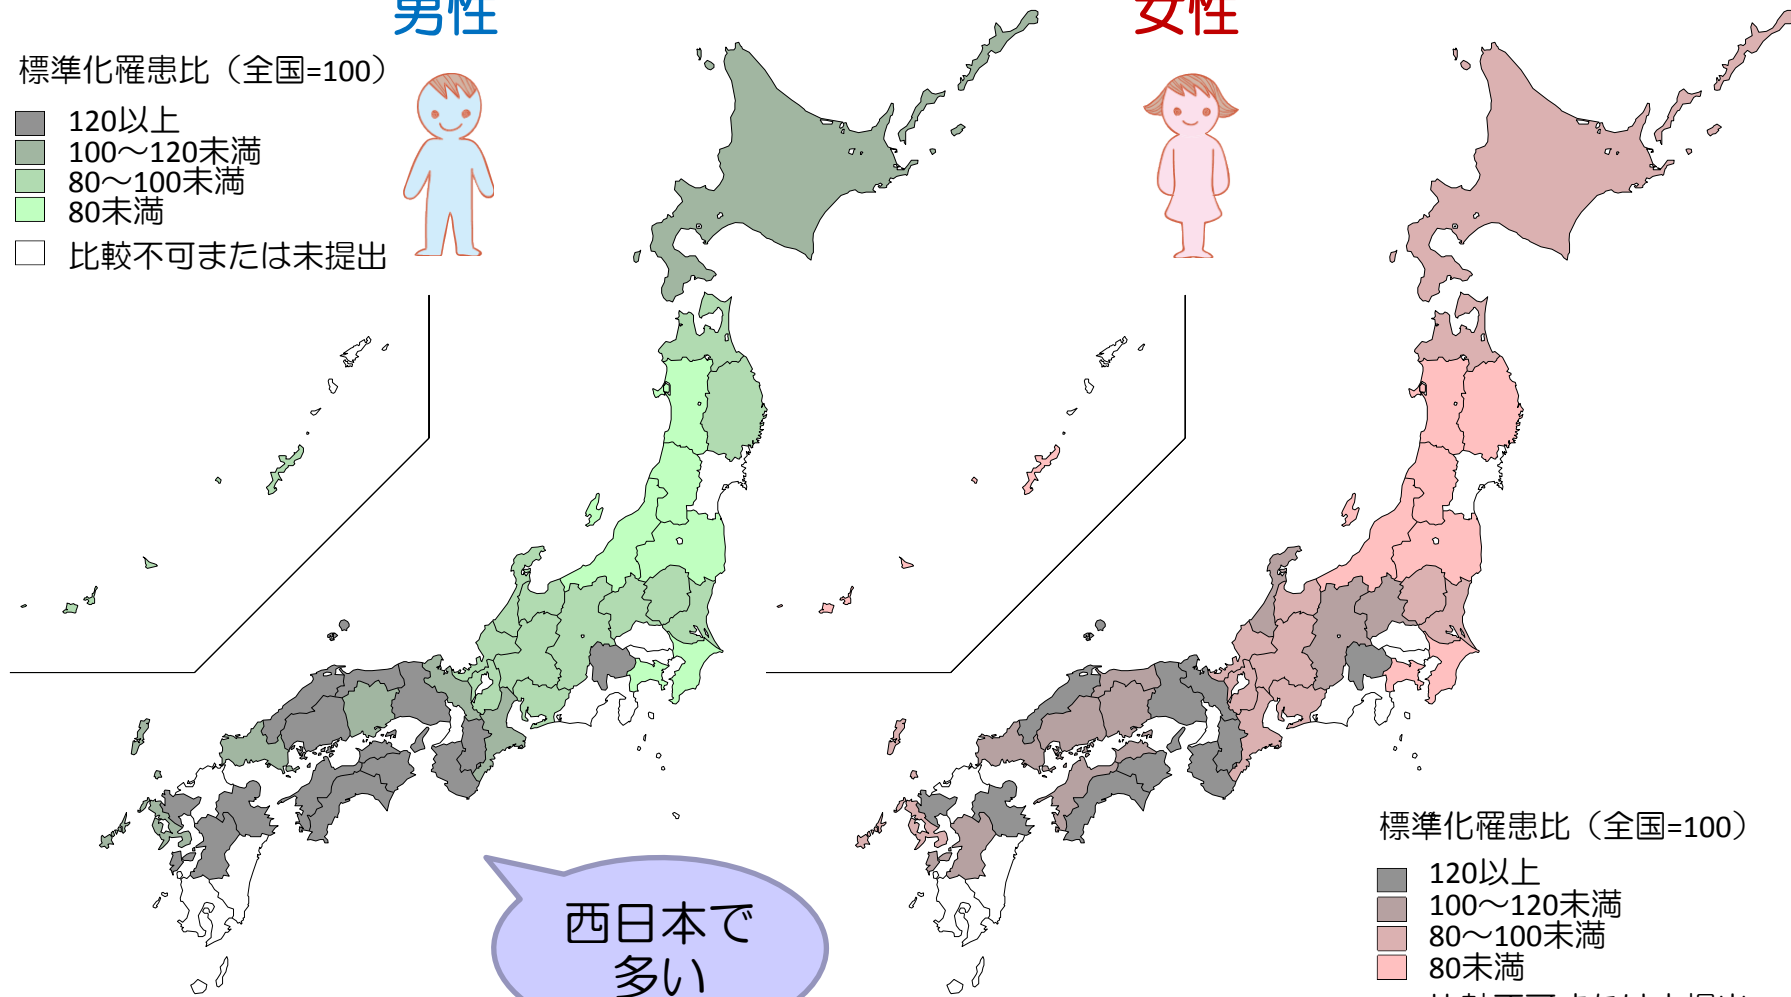 男性
女性
標準化罹患比（全国=100）
120以上
100～120未満
80～100未満
80未満
比較不可または未提出
西日本で
多い
標準化罹患比（全国=100）
120以上
100～120未満
80～100未満
80未満